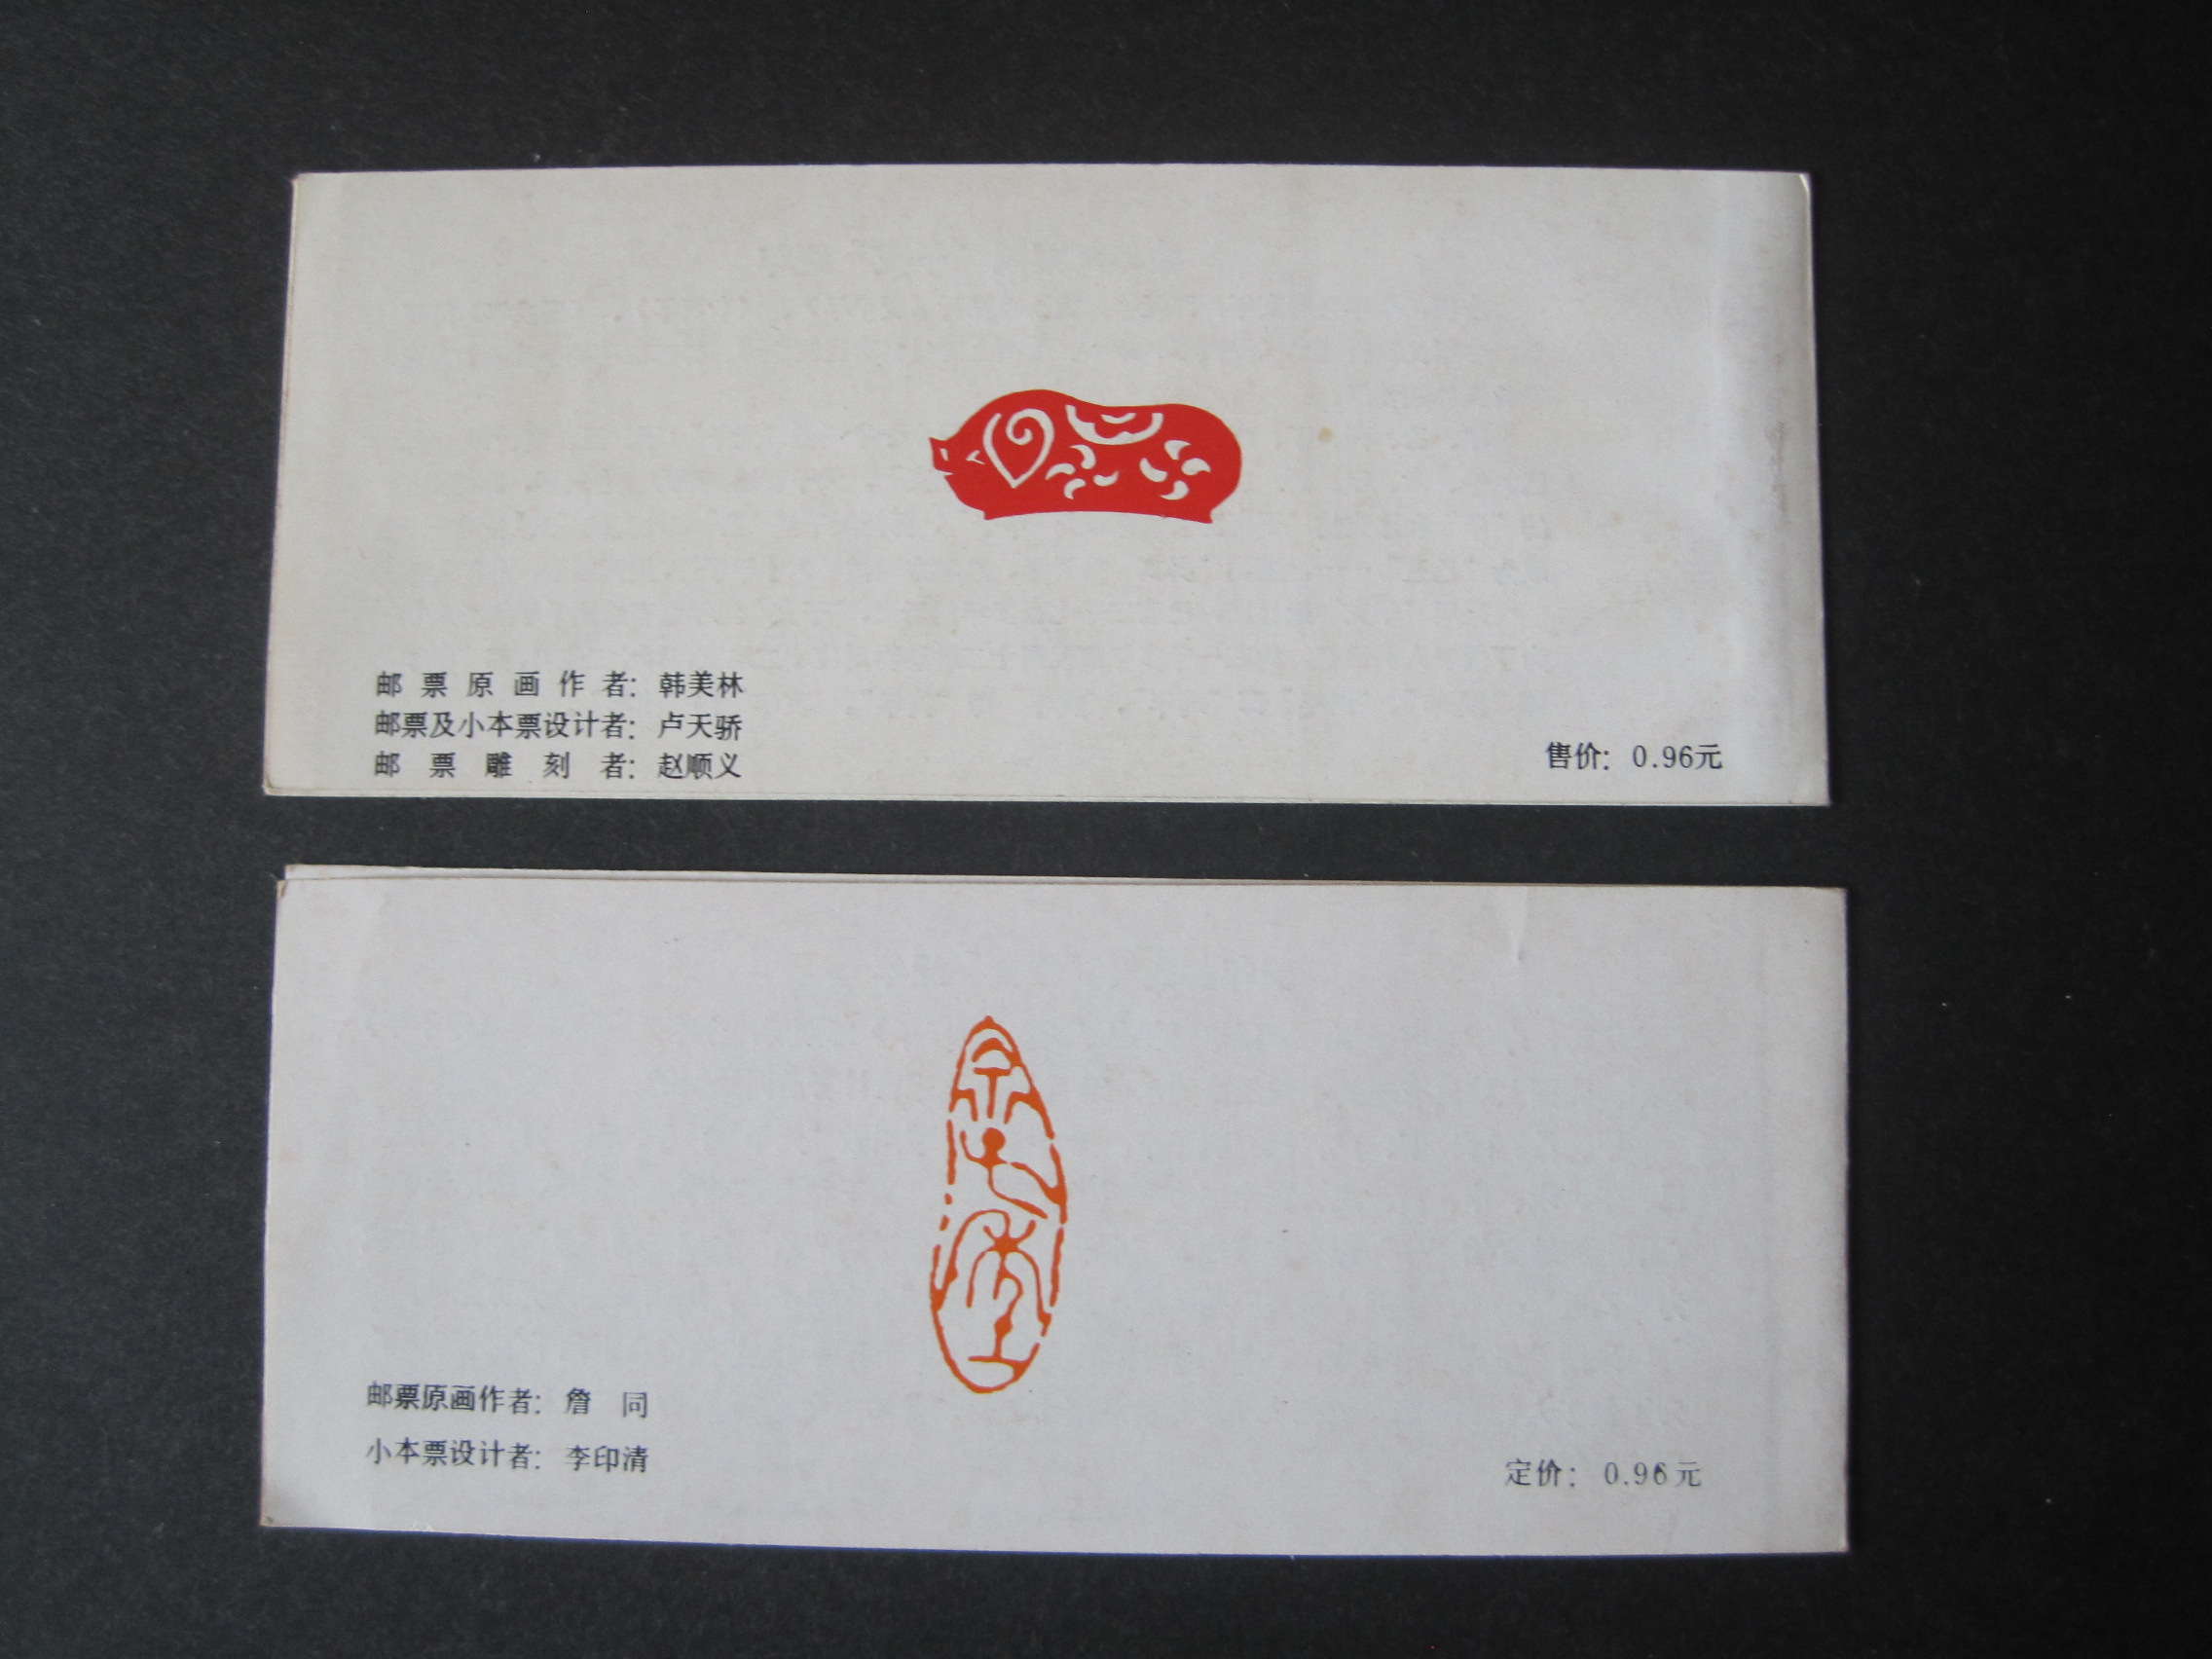 邮票原画作者：韩美林
邮票及小本票设计者：卢天骄
邮票雕刻者：赵顺义
售价：0.96元
邮票原画作者：詹同
小本票设计者：李印清
定价：0.96元